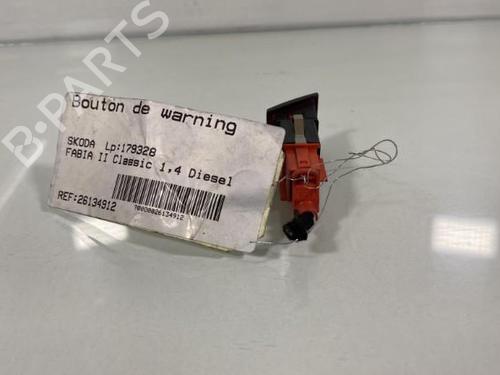 B-PARTS
Bouton de warning
SKODA Lp:179328
FABIA II Classic 1,4 Diesel
REF:26134912